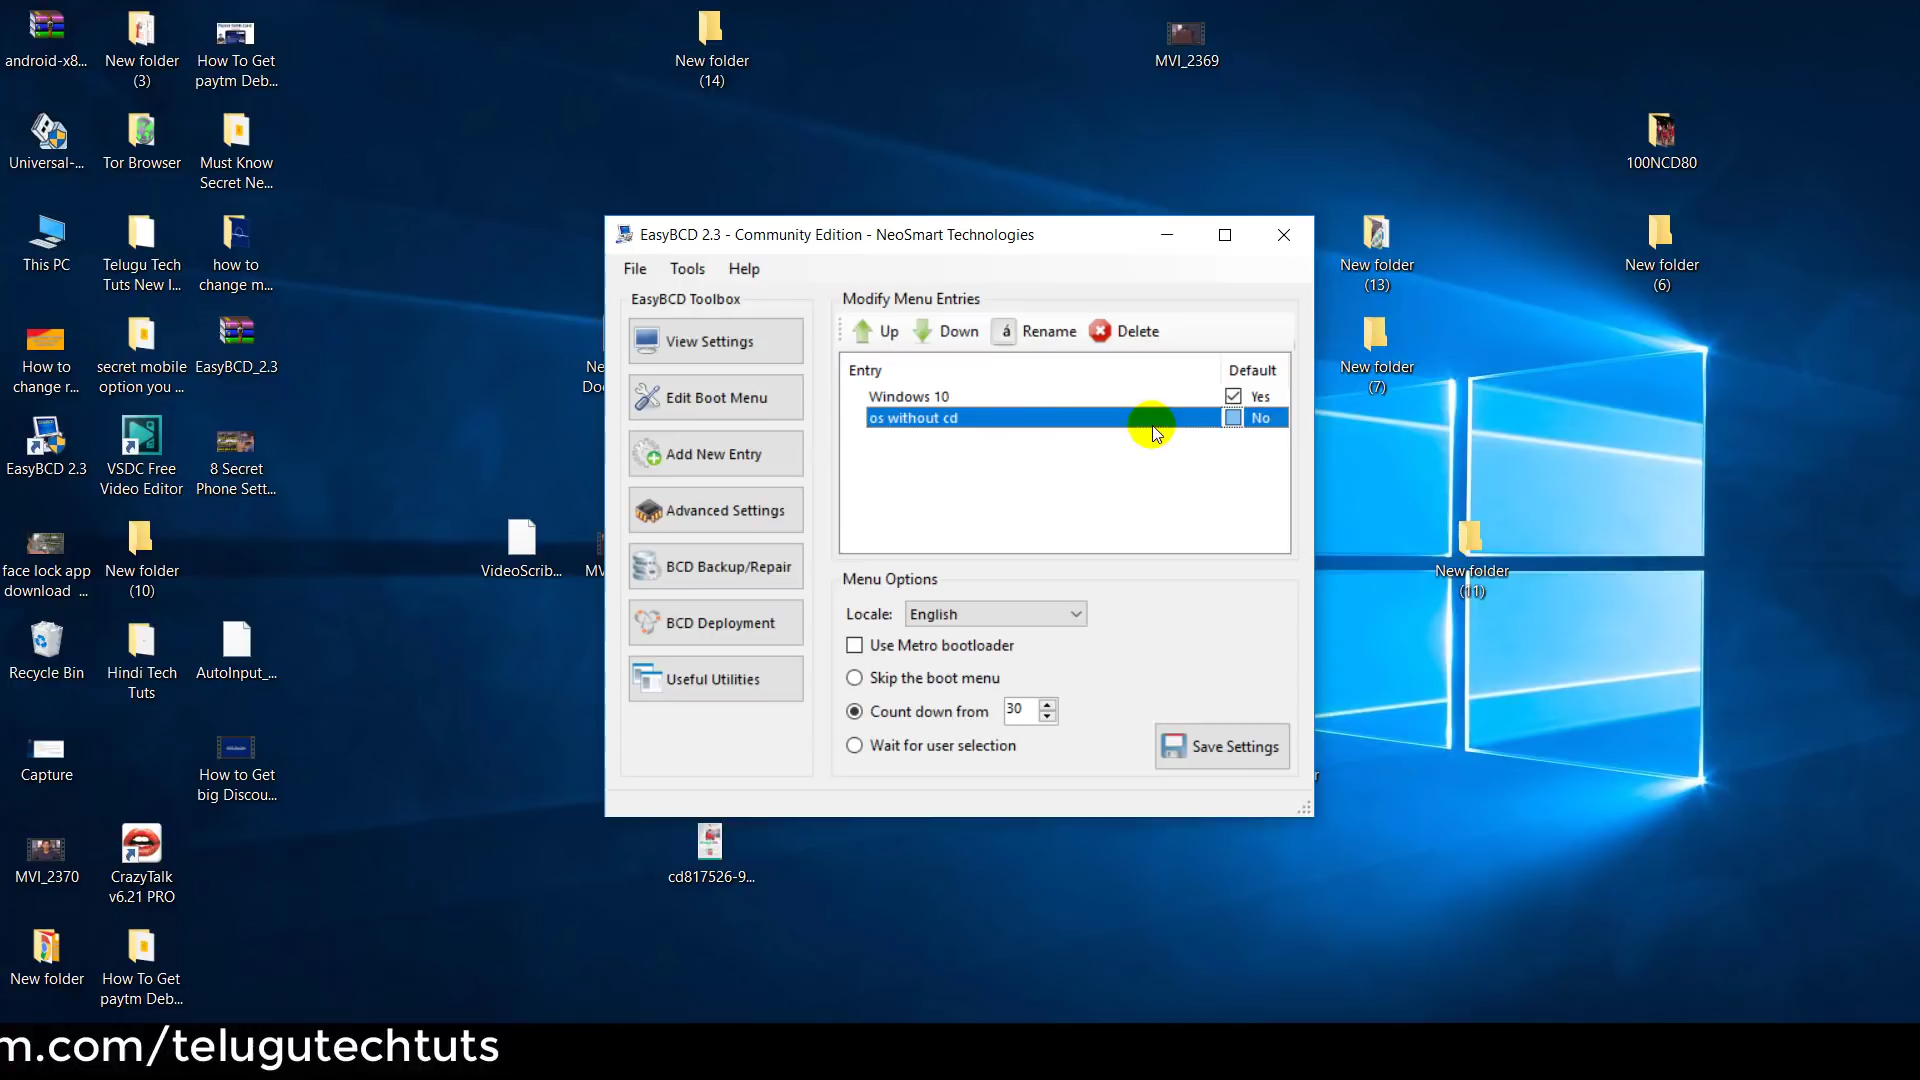 android-x8...
New folder
(3)
How To Get
paytm Deb...
New folder
(14)
MVI_2369
Universal-...
Tor Browser
Must Know
Secret Ne...
100NCD80
This PC
Telugu Tech
Tuts New I...
how to
change m...
New folder
(13)
New folder
(6)
How to
change r...
secret mobile
option you ...
EasyBCD_2.3
Ne
Do
New folder
(7)
EasyBCD 2.3
VSDC Free
Video Editor
8 Secret
Phone Sett...
face lock app
download ...
New folder
(10)
VideoScrib...
MV
New folder
(11)
Recycle Bin
Hindi Tech
Tuts
AutoInput_...
Capture
How to Get
big Discou...
MVI_2370
CrazyTalk
v6.21 PRO
cd817526-9...
New folder
How To Get
paytm Deb...
EasyBCD 2.3 - Community Edition - NeoSmart Technologies
File Tools Help
EasyBCD Toolbox
View Settings
Edit Boot Menu
Add New Entry
Advanced Settings
BCD Backup/Repair
BCD Deployment
Useful Utilities
Modify Menu Entries
Up Down á Rename Delete
Entry Default
Windows 10 Yes
os without cd No
Menu Options
Locale: English
Use Metro bootloader
Skip the boot menu
Count down from 30
Wait for user selection
Save Settings
m.com/telugutechtuts